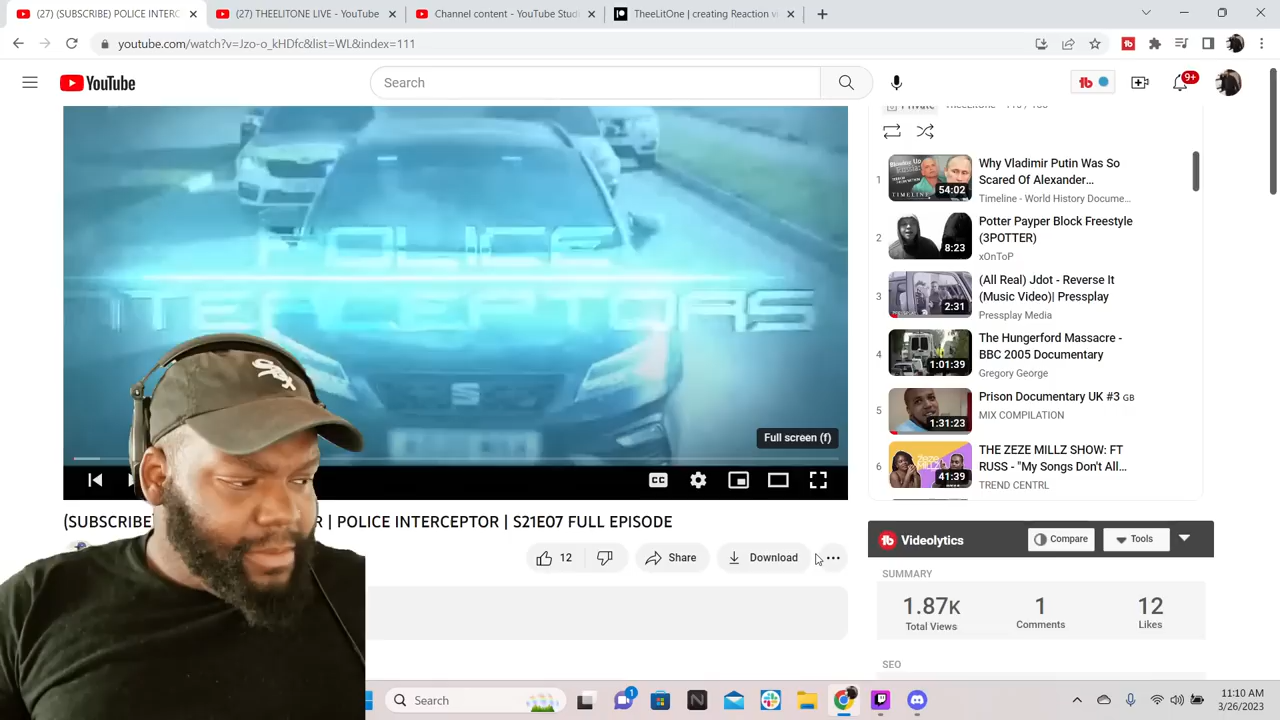 (27) POLICE INTERC
(27) THEELITONE LIVE - YouTube
Channel content - YouTube Stud
TheeLitOne | creating Reaction vi
youtube.com/watch?v=Jzo-o_kHDfc&list=WL&index=111
YouTube
Search
9+
Private
1
54:02
Why Vladimir Putin Was So
Scared Of Alexander...
Timeline - World History Docume...
2
8:23
Potter Payper Block Freestyle
(3POTTER)
xOnToP
3
2:31
(All Real) Jdot - Reverse It
(Music Video)| Pressplay
Pressplay Media
4
1:01:39
The Hungerford Massacre -
BBC 2005 Documentary
Gregory George
5
1:31:23
Prison Documentary UK #3 GB
MIX COMPILATION
6
41:39
THE ZEZE MILLZ SHOW: FT
RUSS - "My Songs Don't All...
TREND CENTRL
Full screen (f)
CC
(SUBSCRIBE
| POLICE INTERCEPTOR | S21E07 FULL EPISODE
12
Share
Download
Videolytics
Compare
Tools
SUMMARY
1.87K
Total Views
1
Comments
12
Likes
SEO
Search
1
11:10 AM
3/26/2023